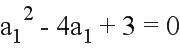 a₁² - 4a₁ + 3 = 0